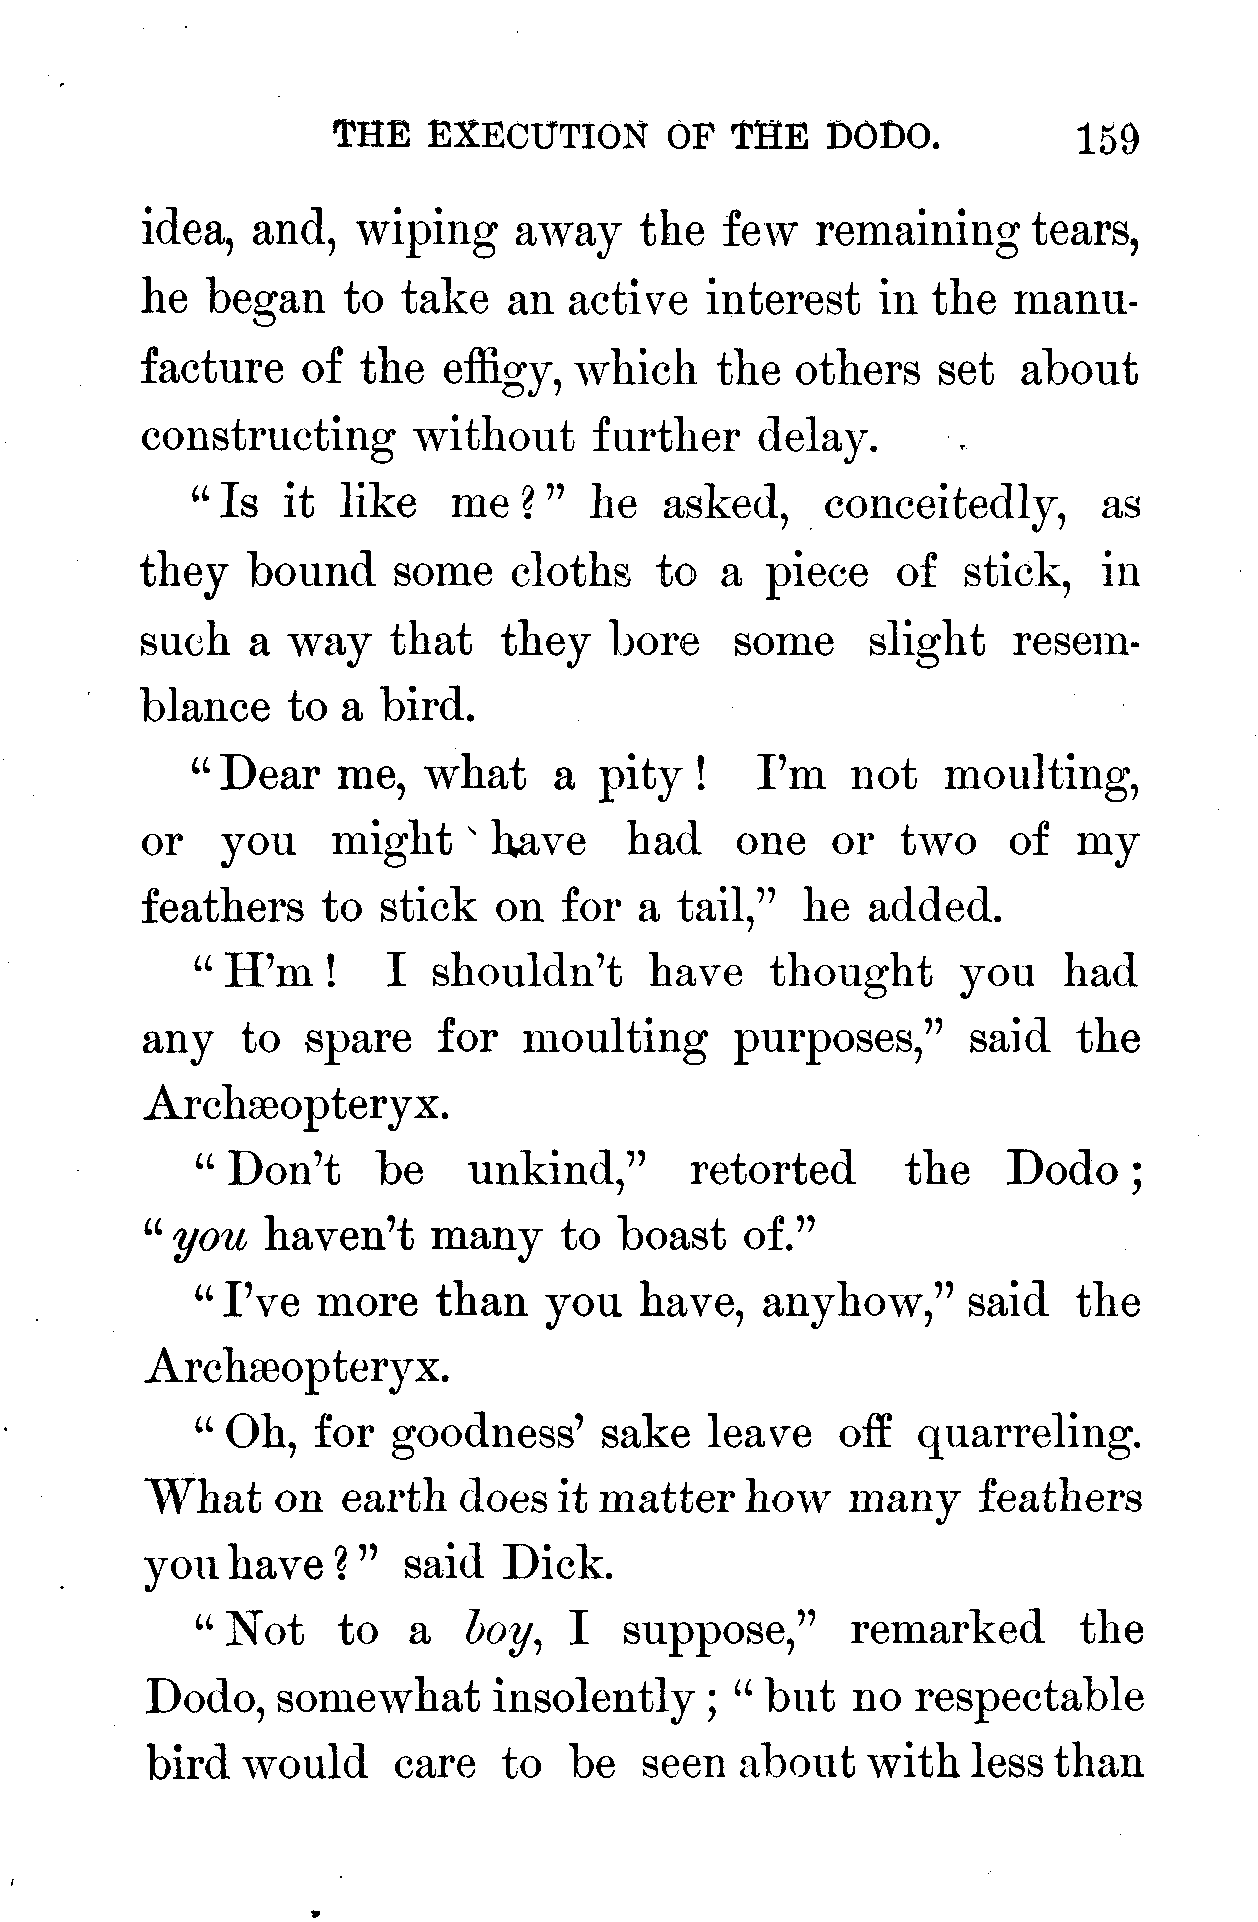 THE EXECUTION OF THE DODO. 159
idea, and, wiping away the few remaining tears,
he began to take an active interest in the manu-
facture of the effigy, which the others set about
constructing without further delay.
“Is it like me?” he asked, conceitedly, as
they bound some cloths to a piece of stick, in
such a way that they bore some slight resem-
blance to a bird.
“Dear me, what a pity! I’m not moulting,
or you might have had one or two of my
feathers to stick on for a tail,” he added.
“H’m! I shouldn’t have thought you had
any to spare for moulting purposes,” said the
Archæopteryx.
“Don’t be unkind,” retorted the Dodo;
“you haven’t many to boast of.”
“I’ve more than you have, anyhow,” said the
Archæopteryx.
“Oh, for goodness’ sake leave off quarreling.
What on earth does it matter how many feathers
you have?” said Dick.
“Not to a boy, I suppose,” remarked the
Dodo, somewhat insolently; “but no respectable
bird would care to be seen about with less than